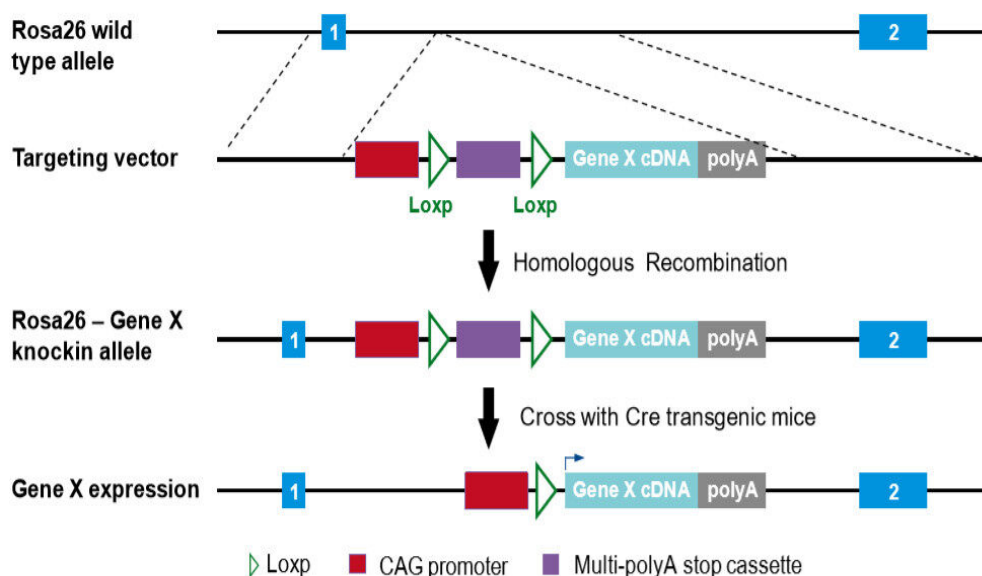 Rosa26 wild
type allele
1
2
Targeting vector
Gene X cDNA
polyA
Loxp
Loxp
Homologous Recombination
Rosa26 – Gene X
knockin allele
1
Gene X cDNA
polyA
2
Cross with Cre transgenic mice
Gene X expression
1
Gene X cDNA
polyA
2
Loxp
CAG promoter
Multi-polyA stop cassette